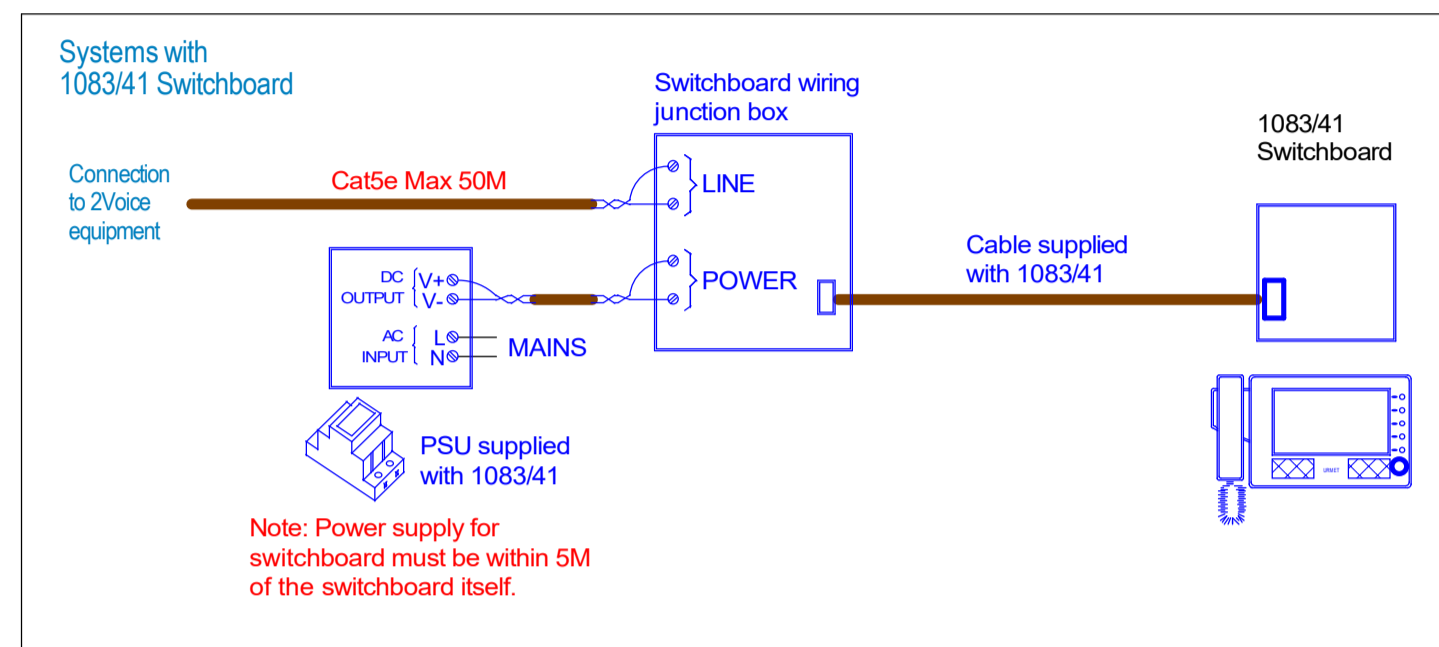 Systems with
1083/41 Switchboard
Switchboard wiring
junction box
1083/41
Switchboard
Connection
to 2Voice
equipment
Cat5e Max 50M
LINE
Cable supplied
with 1083/41
DC
OUTPUT
V+
V-
POWER
AC
INPUT
L
N
MAINS
PSU supplied
with 1083/41
URMET
Note: Power supply for
switchboard must be within 5M
of the switchboard itself.